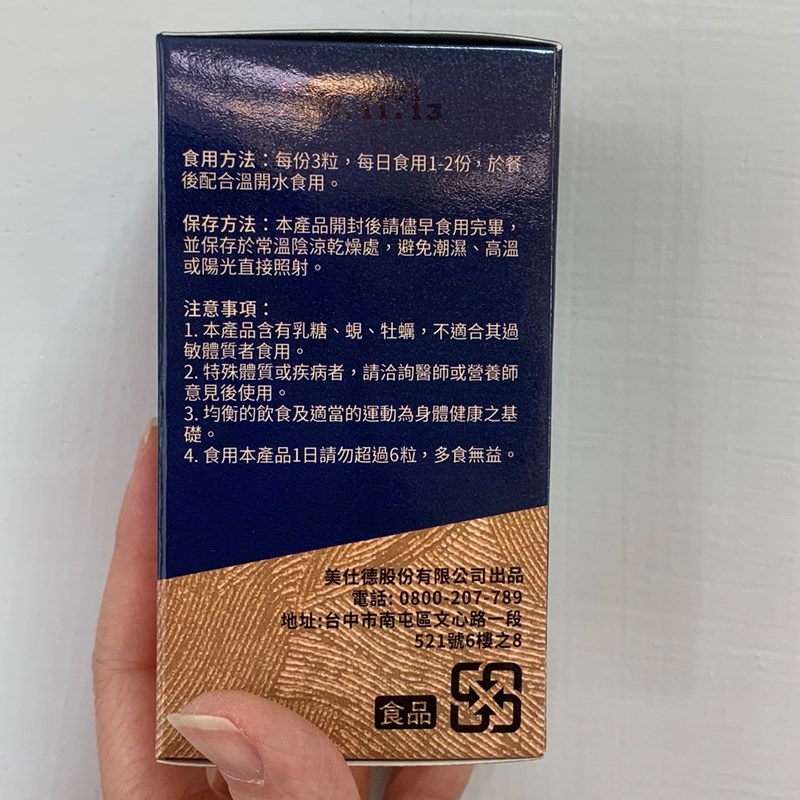 11.13
食用方法：每份3粒，每日食用1-2份，於餐
後配合溫開水食用。
保存方法：本產品開封後請儘早食用完畢，
並保存於常溫陰涼乾燥處，避免潮濕、高溫
或陽光直接照射。
注意事項：
1. 本產品含有乳糖、蜆、牡蠣，不適合其過
敏體質者食用。
2. 特殊體質或疾病者，請洽詢醫師或營養師
意見後使用。
3. 均衡的飲食及適當的運動為身體健康之基
礎。
4. 食用本產品1日請勿超過6粒，多食無益。
美仕德股份有限公司出品
電話: 0800-207-789
地址:台中市南屯區文心路一段
521號6樓之8
食品